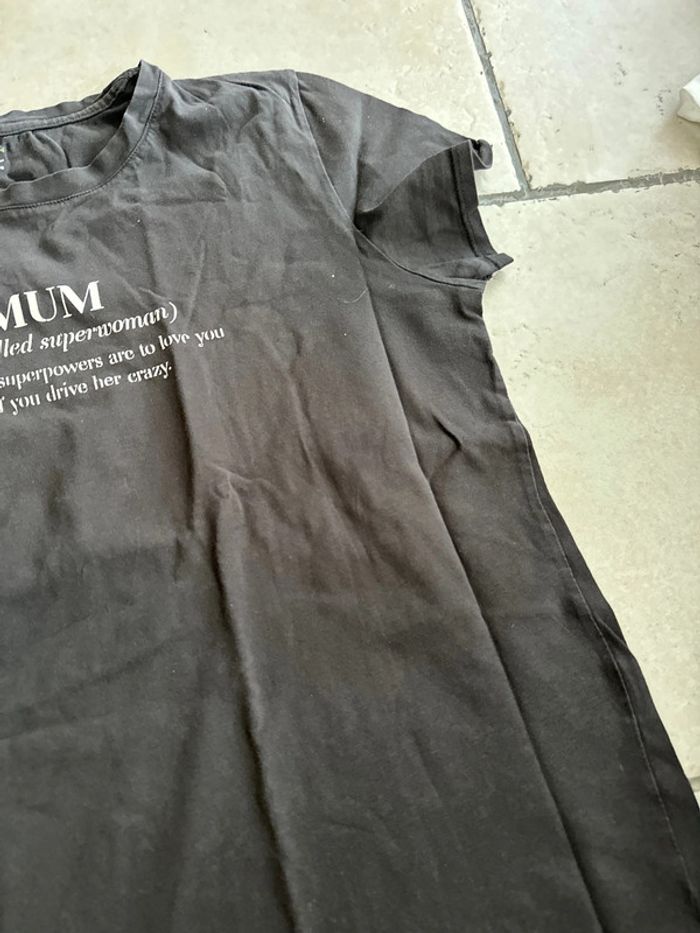 MUM
lled superwoman)
superpowers are to love you
you drive her crazy.